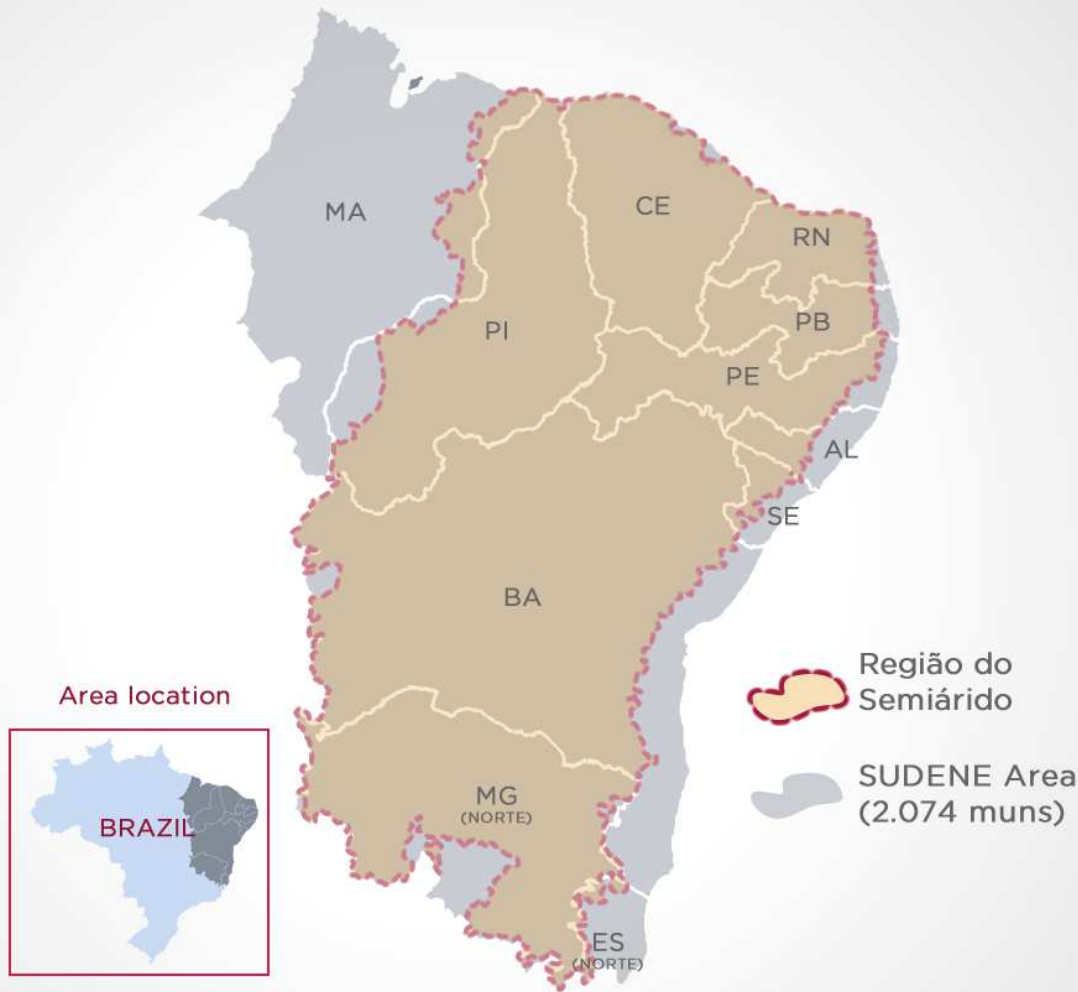 MA
CE
RN
PB
PI
PE
AL
SE
BA
Região do
Semiárido
Area location
SUDENE Area
(2.074 muns)
MG
(NORTE)
BRAZIL
ES
(NORTE)